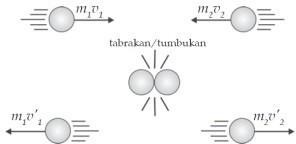 m₁v₁
m₂v₂
tabrakan/tumbukan
m₁v'₁
m₂v'₂